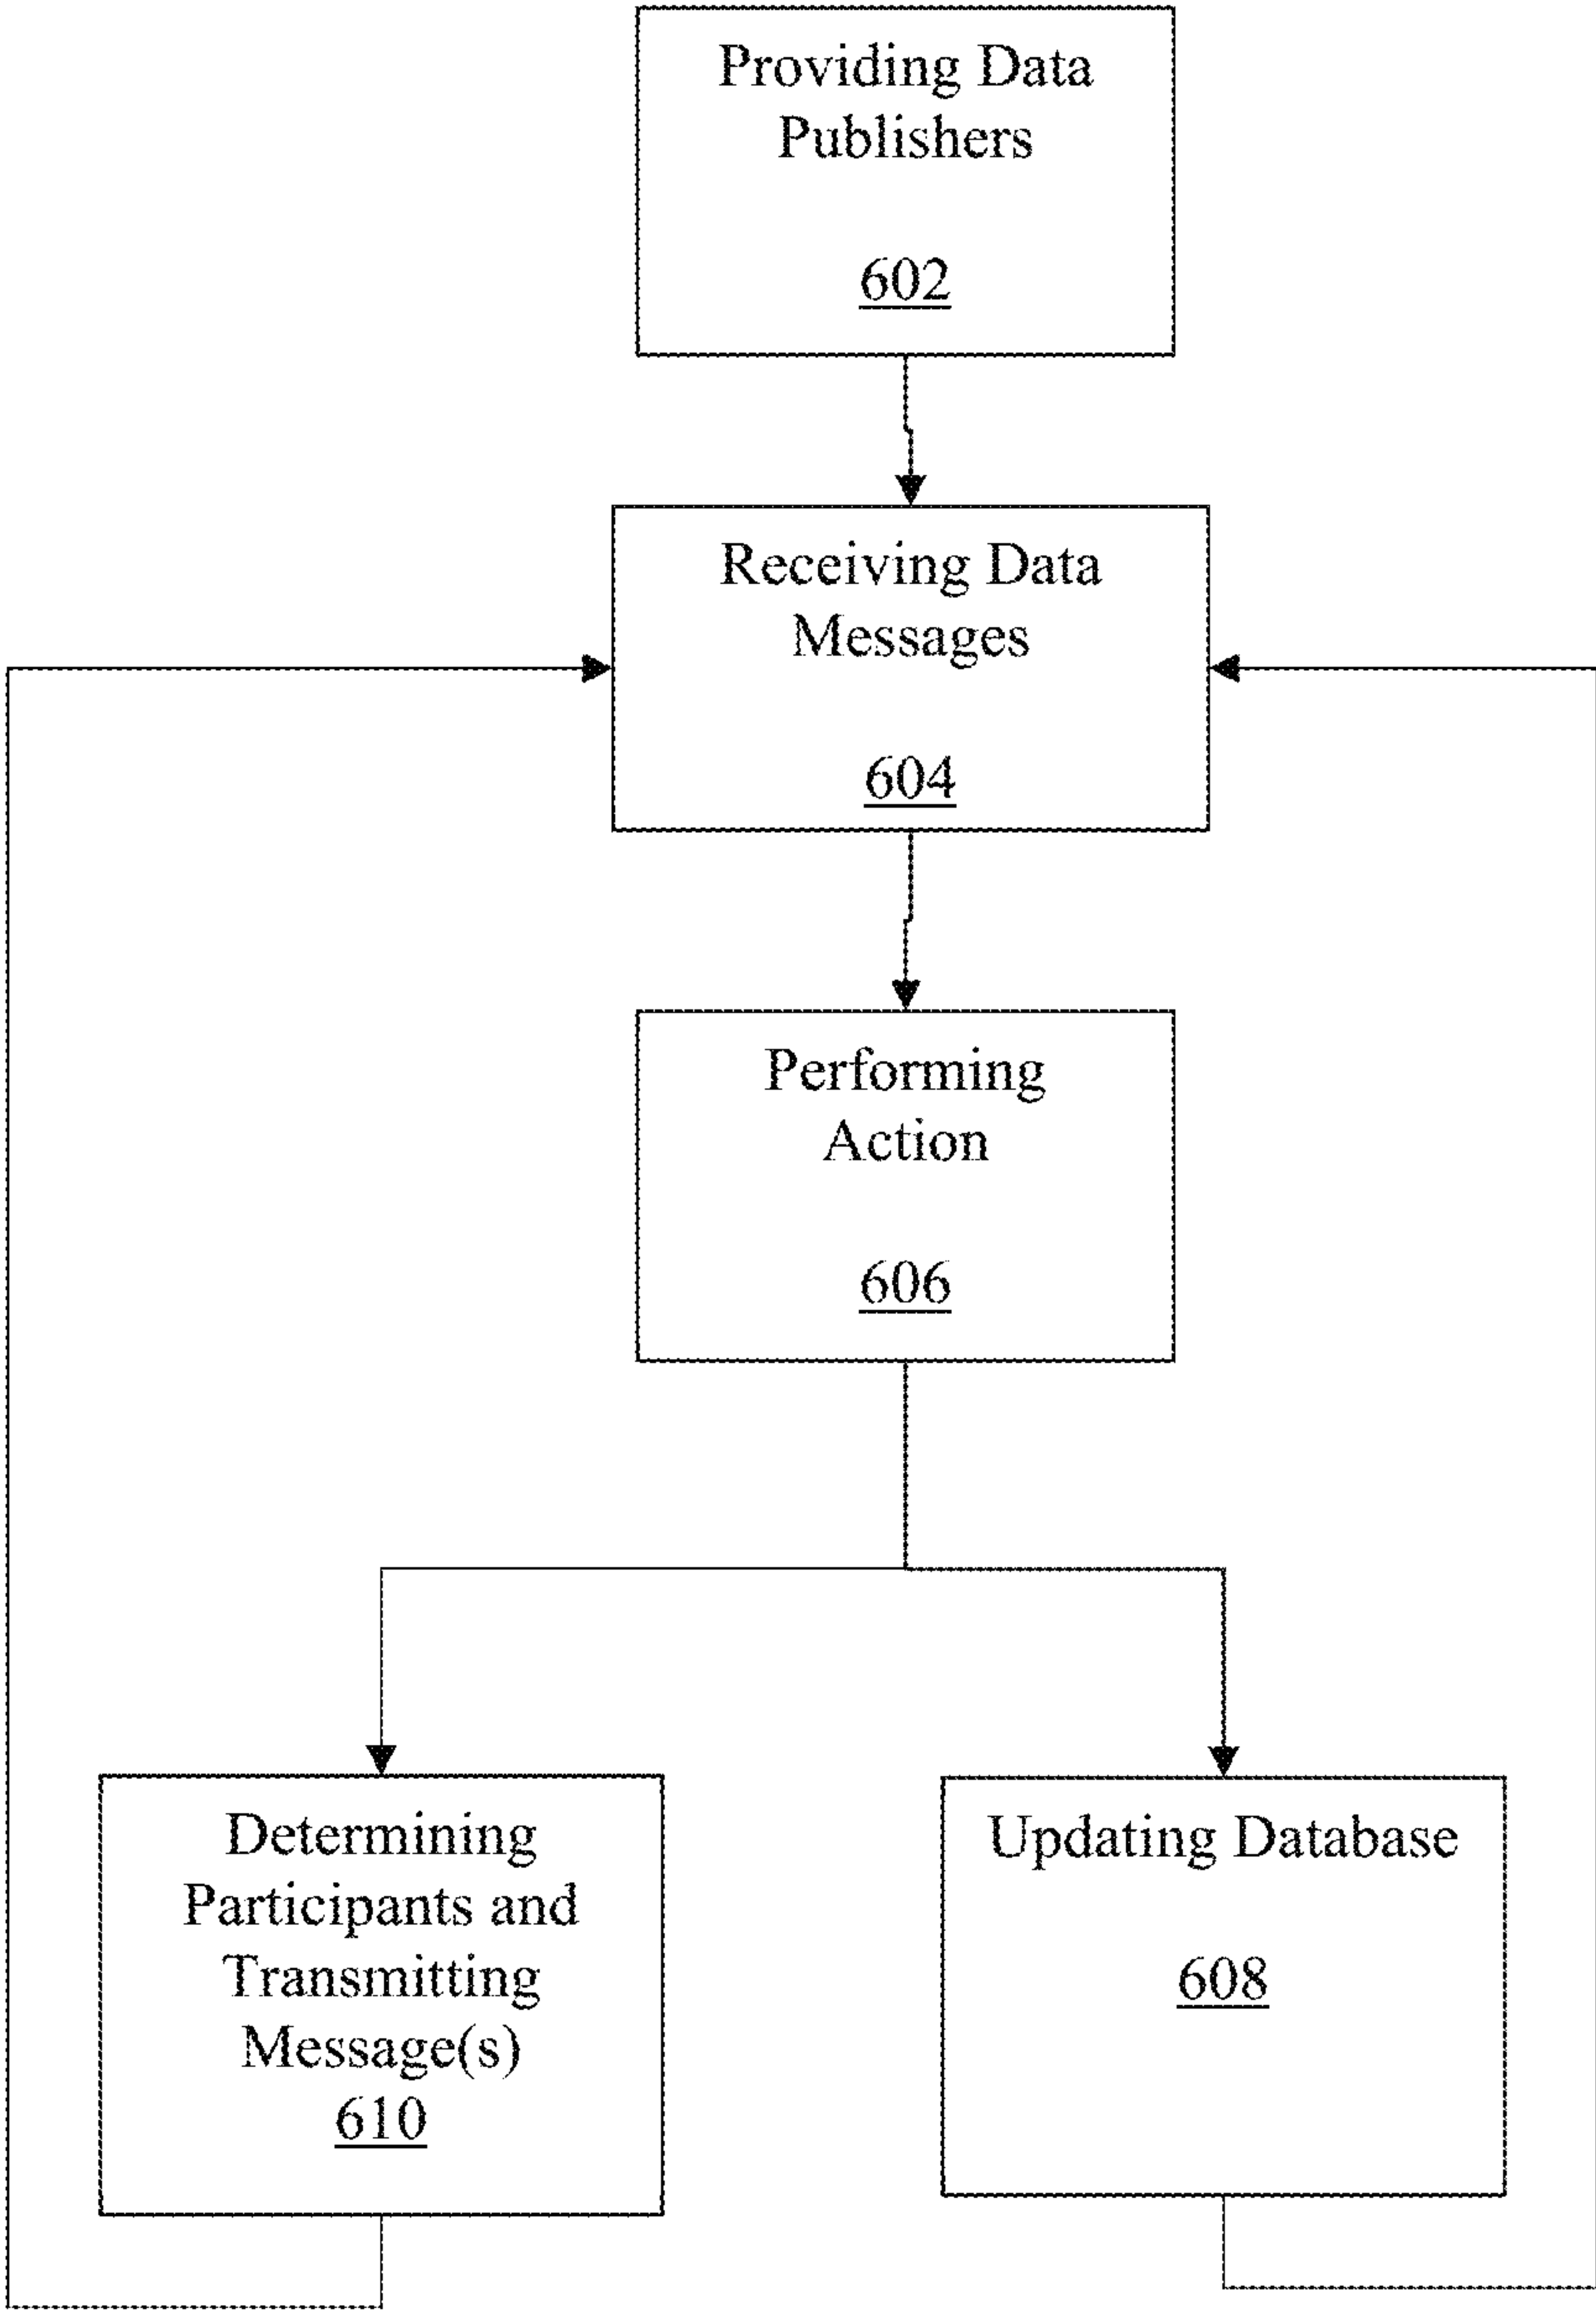 Providing Data
Publishers
602
Receiving Data
Messages
604
Performing
Action
606
Determining
Participants and
Transmitting
Message(s)
610
Updating Database
608